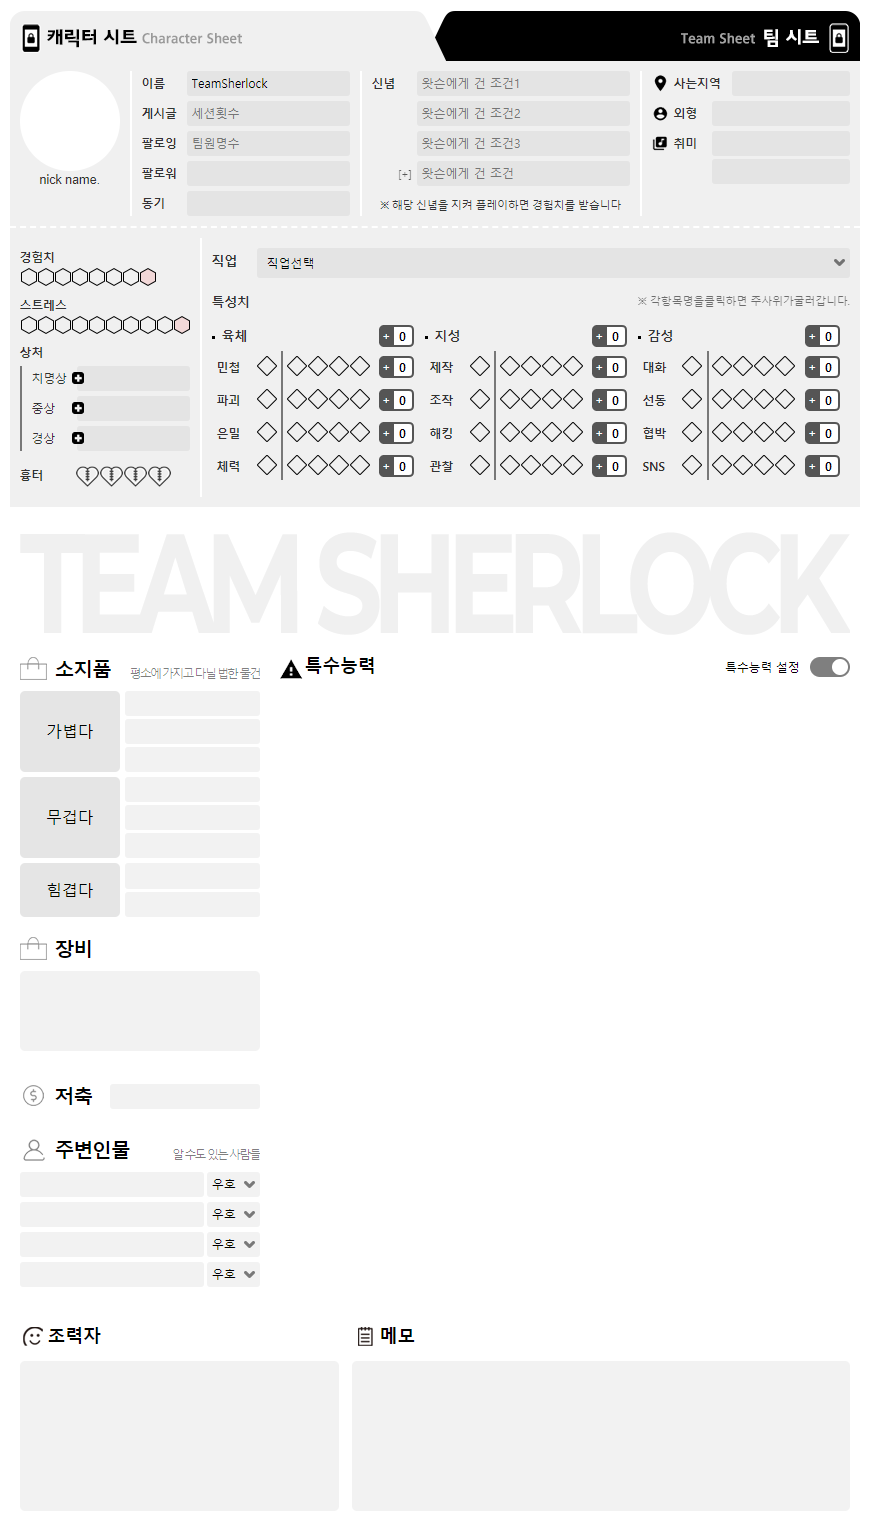 캐릭터 시트 Character Sheet
Team Sheet 팀 시트
nick name.
이름 TeamSherlock
게시글 세션횟수
팔로잉 팀원명수
팔로워
동기
신념 왓슨에게 건 조건1
왓슨에게 건 조건2
왓슨에게 건 조건3
[+] 왓슨에게 건 조건
※ 해당 신념을 지켜 플레이하면 경험치를 받습니다
사는지역
외형
취미
경험치
스트레스
상처
치명상
중상
경상
흉터
직업 직업선택
특성치 ※ 각항목명을클릭하면 주사위가굴러갑니다.
육체 + 0 지성 + 0 감성 + 0
민첩 + 0 제작 + 0 대화 + 0
파괴 + 0 조작 + 0 선동 + 0
은밀 + 0 해킹 + 0 협박 + 0
체력 + 0 관찰 + 0 SNS + 0
TEAM SHERLOCK
소지품 평소에 가지고 다닐 법한 물건
가볍다
무겁다
힘겹다
특수능력 특수능력 설정
장비
저축
주변인물 알 수도 있는 사람들
우호
우호
우호
우호
조력자
메모